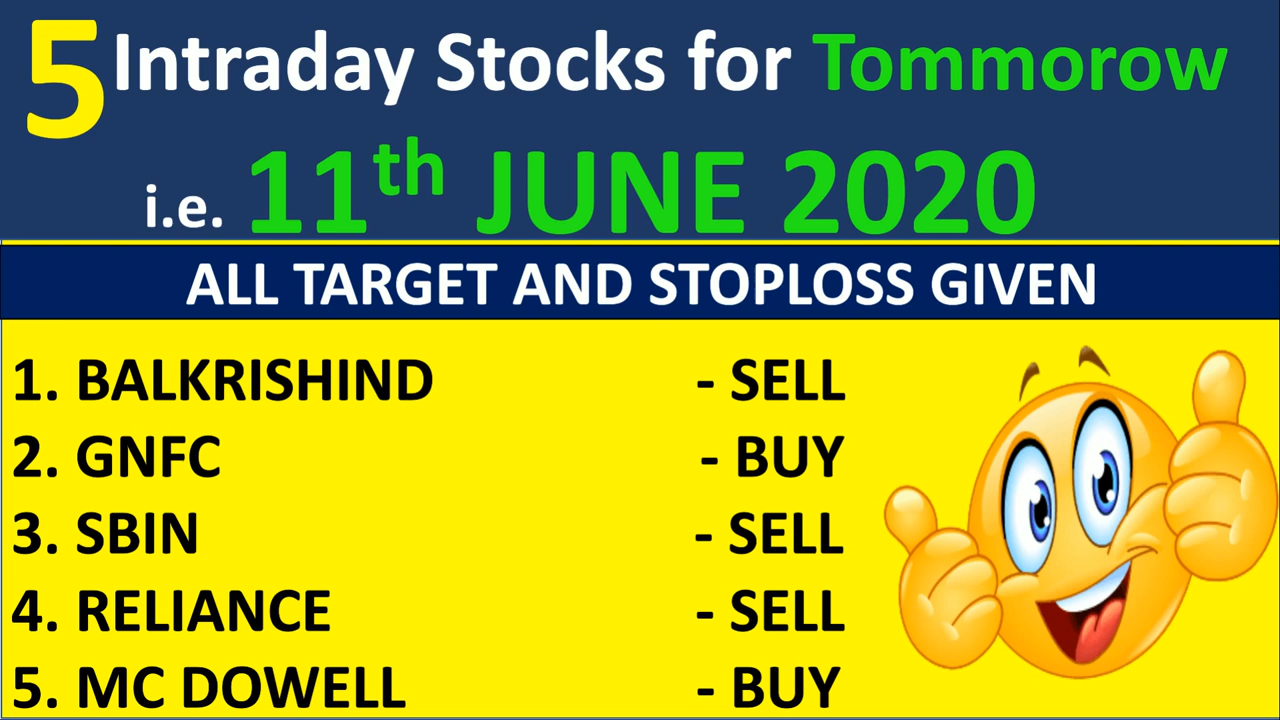 5 Intraday Stocks for Tommorow
i.e. 11th JUNE 2020
ALL TARGET AND STOPLOSS GIVEN
1. BALKRISHIND - SELL
2. GNFC - BUY
3. SBIN - SELL
4. RELIANCE - SELL
5. MC DOWELL - BUY